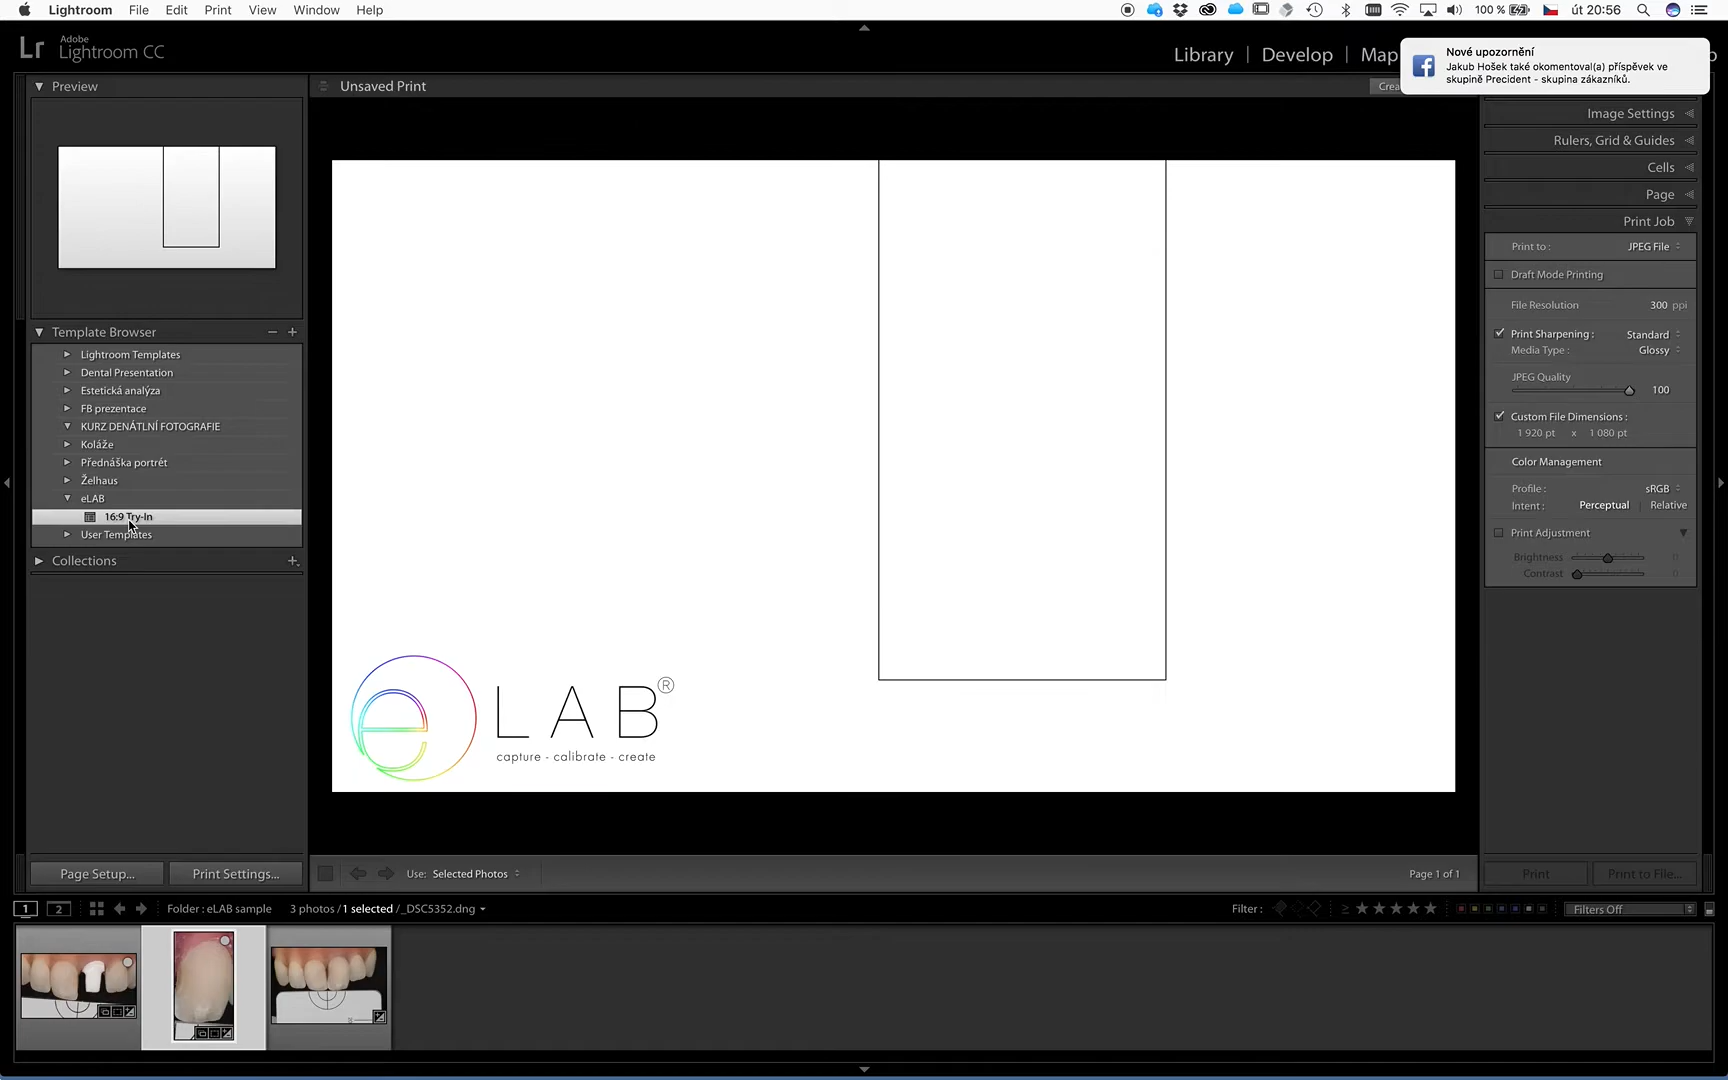 Lightroom File Edit Print View Window Help
100 % út 20:56
Lr Adobe Lightroom CC
Library | Develop | Map
Nové upozornění
Jakub Hošek také okomentoval(a) příspěvek ve
skupině Precident - skupina zákazníků.
Preview
Unsaved Print
Crea
Image Settings
Rulers, Grid & Guides
Cells
Page
Print Job
Print to : JPEG File
Draft Mode Printing
File Resolution 300 ppi
Print Sharpening : Standard
Media Type : Glossy
JPEG Quality
100
Custom File Dimensions :
1 920 pt x 1 080 pt
Color Management
Profile : sRGB
Intent : Perceptual | Relative
Print Adjustment
Brightness 0
Contrast 0
Template Browser
Lightroom Templates
Dental Presentation
Estetická analýza
FB prezentace
KURZ DENÁTLNÍ FOTOGRAFIE
Koláže
Přednáška portrét
Želhaus
eLAB
16:9 Try-In
User Templates
Collections
e LAB ®
capture - calibrate - create
Page Setup... Print Settings...
Use: Selected Photos
Page 1 of 1
Print Print to File...
1 2 Folder : eLAB sample 3 photos / 1 selected / _DSC5352.dng
Filter : Filters Off